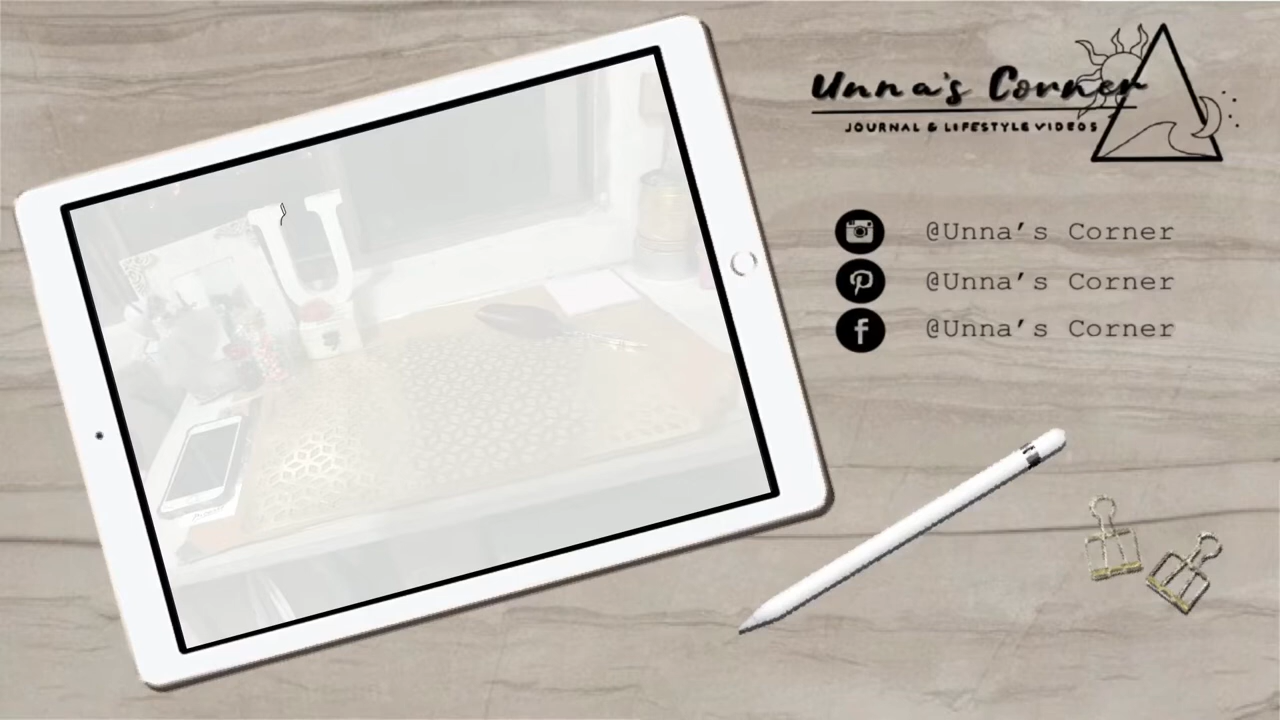 Unna's Corner
JOURNAL & LIFESTYLE VIDEOS
@Unna's Corner
@Unna's Corner
@Unna's Corner
U